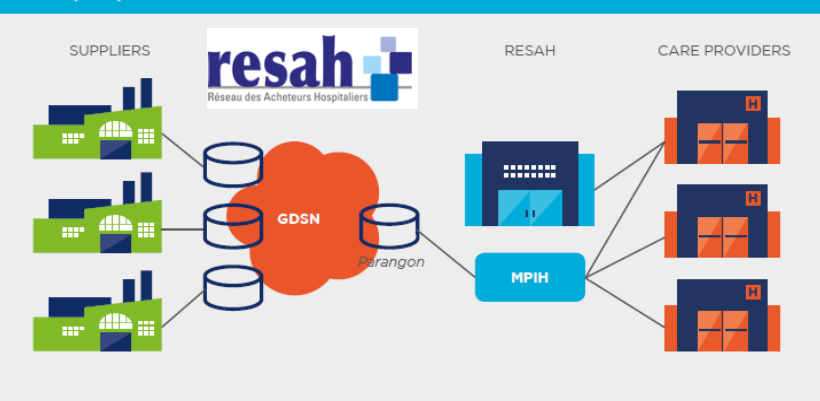 SUPPLIERS
resah
Réseau des Acheteurs Hospitaliers
RESAH
CARE PROVIDERS
H
GDSN
H
Parangon
MPIH
H